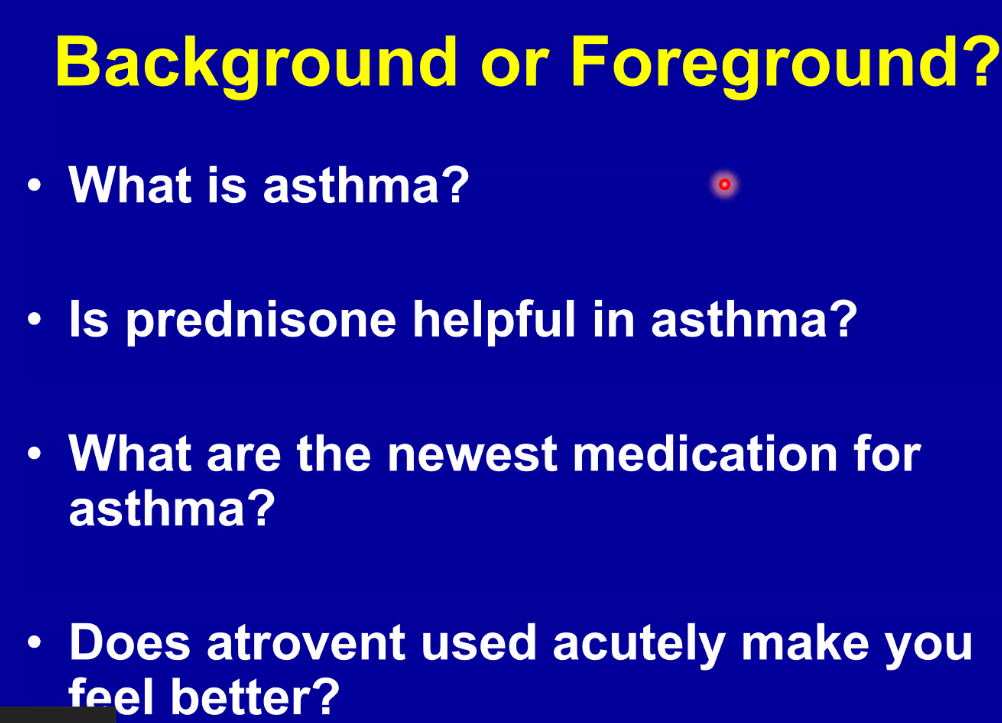 Background or Foreground?
• What is asthma?
• Is prednisone helpful in asthma?
• What are the newest medication for
asthma?
• Does atrovent used acutely make you
feel better?